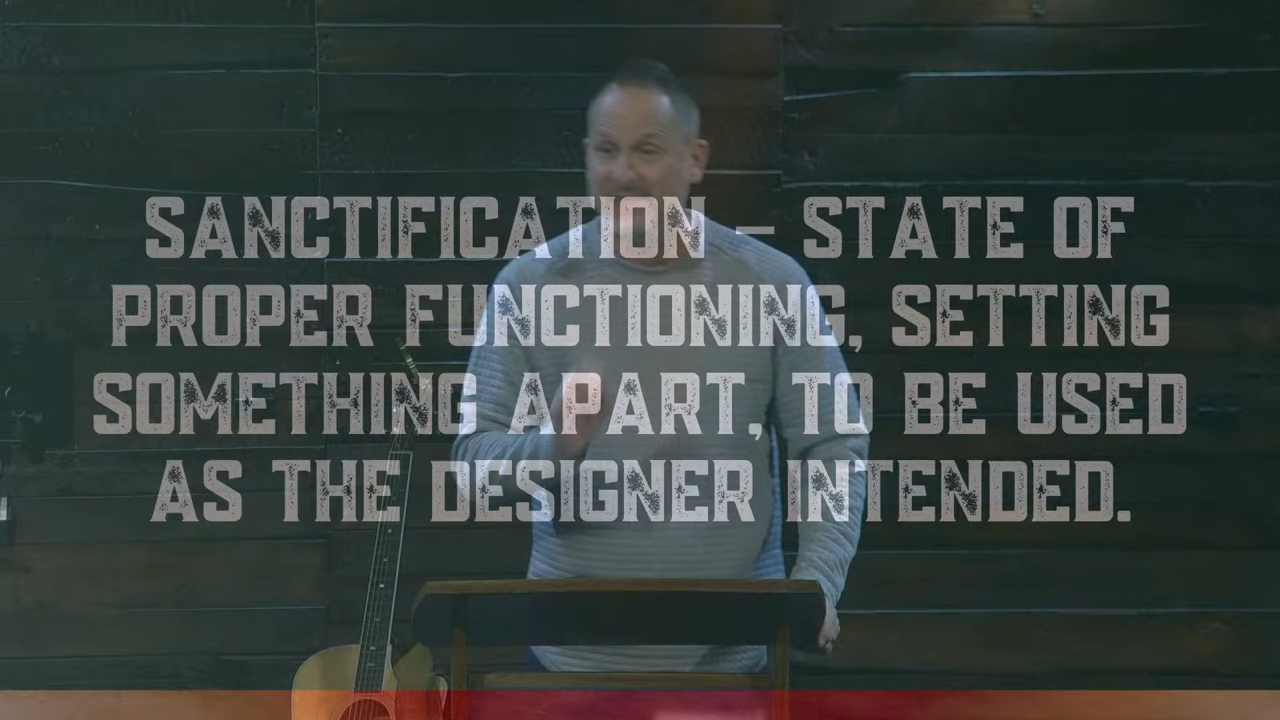 SANCTIFICATION – STATE OF
PROPER FUNCTIONING, SETTING
SOMETHING APART, TO BE USED
AS THE DESIGNER INTENDED.